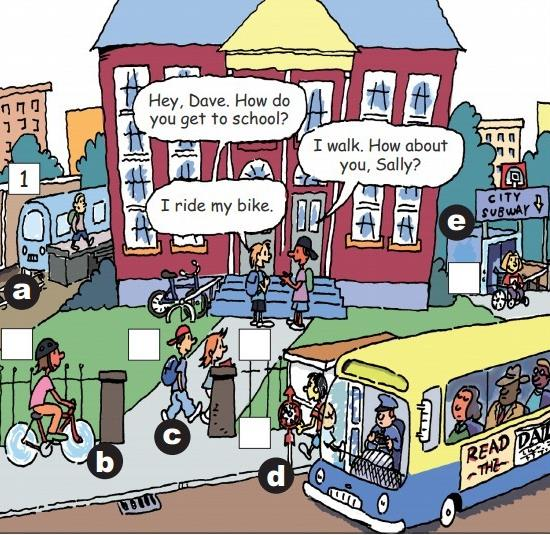 Hey, Dave. How do
you get to school?
I walk. How about
you, Sally?
I ride my bike.
1
CITY
SUBWAY
e
a
b
c
d
READ
-THE-